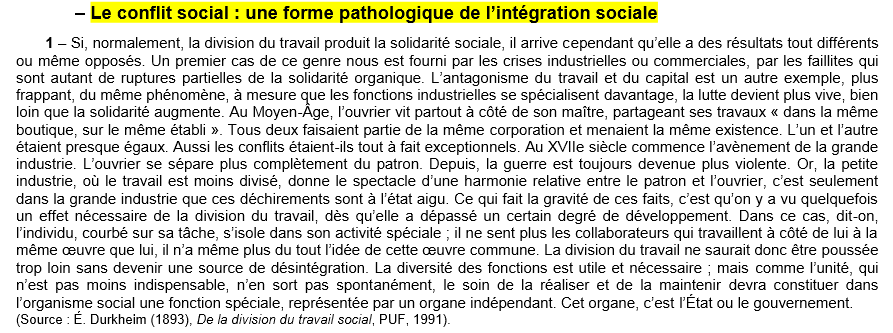 – Le conflit social : une forme pathologique de l’intégration sociale
1 – Si, normalement, la division du travail produit la solidarité sociale, il arrive cependant qu’elle a des résultats tout différents
ou même opposés. Un premier cas de ce genre nous est fourni par les crises industrielles ou commerciales, par les faillites qui
sont autant de ruptures partielles de la solidarité organique. L’antagonisme du travail et du capital est un autre exemple, plus
frappant, du même phénomène, à mesure que les fonctions industrielles se spécialisent davantage, la lutte devient plus vive, bien
loin que la solidarité augmente. Au Moyen-Âge, l’ouvrier vit partout à côté de son maître, partageant ses travaux « dans la même
boutique, sur le même établi ». Tous deux faisaient partie de la même corporation et menaient la même existence. L’un et l’autre
étaient presque égaux. Aussi les conflits étaient-ils tout à fait exceptionnels. Au XVIIe siècle commence l’avènement de la grande
industrie. L’ouvrier se sépare plus complètement du patron. Depuis, la guerre est toujours devenue plus violente. Or, la petite
industrie, où le travail est moins divisé, donne le spectacle d’une harmonie relative entre le patron et l’ouvrier, c’est seulement
dans la grande industrie que ces déchirements sont à l’état aigu. Ce qui fait la gravité de ces faits, c’est qu’on y a vu quelquefois
un effet nécessaire de la division du travail, dès qu’elle a dépassé un certain degré de développement. Dans ce cas, dit-on,
l’individu, courbé sur sa tâche, s’isole dans son activité spéciale ; il ne sent plus les collaborateurs qui travaillent à côté de lui à la
même œuvre que lui, il n’a même plus du tout l’idée de cette œuvre commune. La division du travail ne saurait donc être poussée
trop loin sans devenir une source de désintégration. La diversité des fonctions est utile et nécessaire ; mais comme l’unité, qui
n’est pas moins indispensable, n’en sort pas spontanément, le soin de la réaliser et de la maintenir devra constituer dans
l’organisme social une fonction spéciale, représentée par un organe indépendant. Cet organe, c’est l’État ou le gouvernement.
(Source : É. Durkheim (1893), De la division du travail social, PUF, 1991).